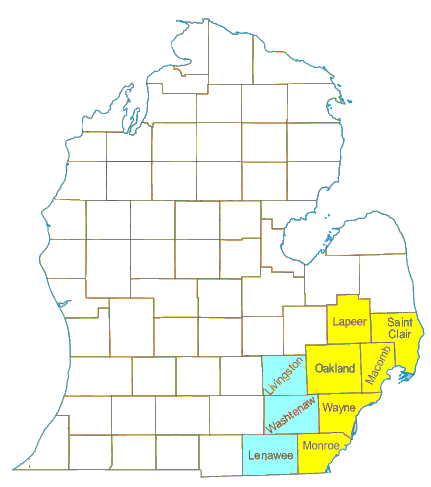 Lapeer
Saint
Clair
Livingston
Oakland
Macomb
Washtenaw
Wayne
Monroe
Lenawee